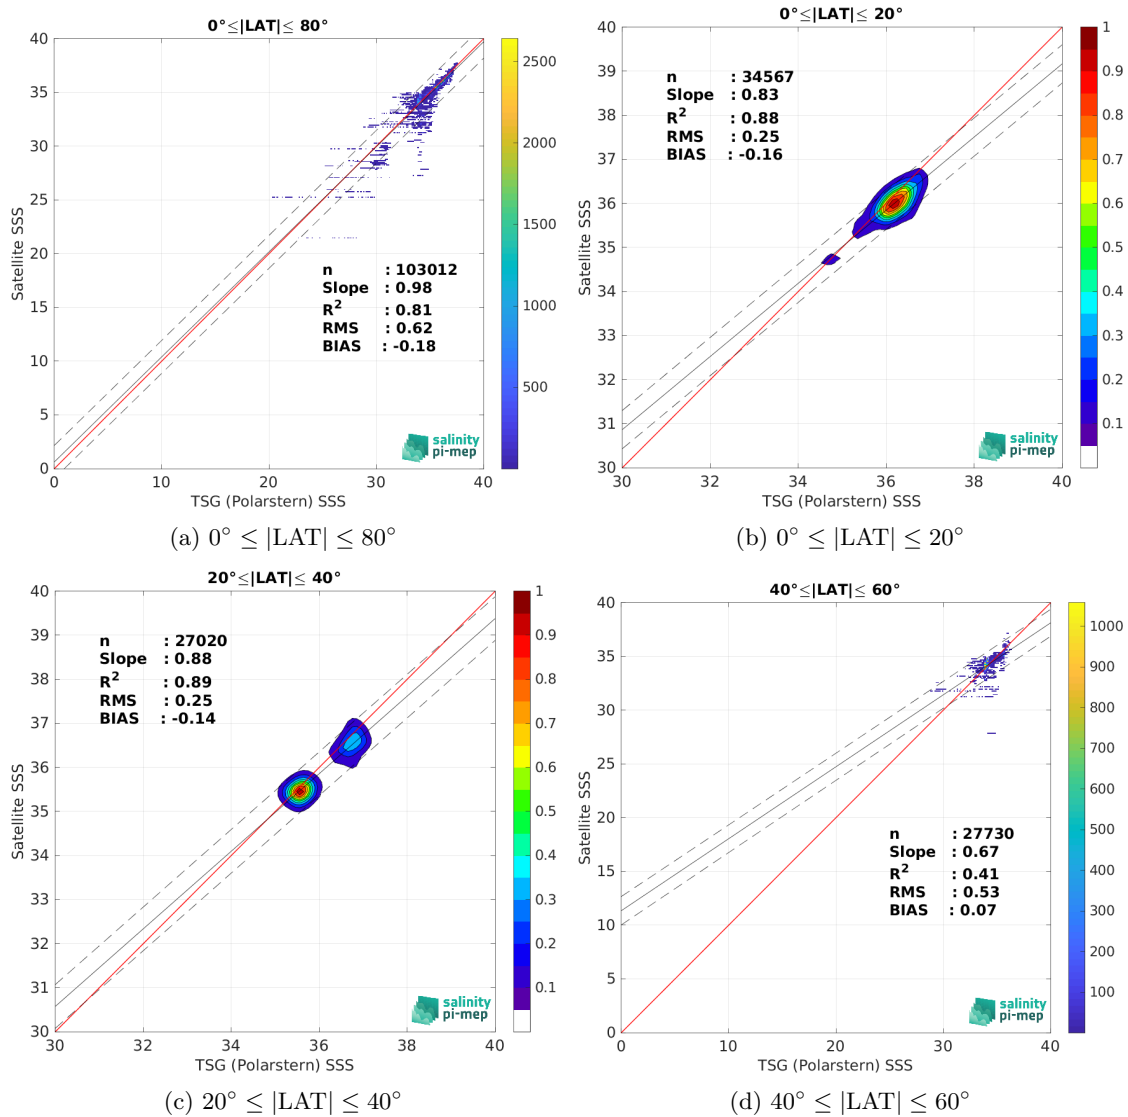 0°≤|LAT|≤ 80°
40
35
30
25
20
15
10
5
0
Satellite SSS
n : 103012
Slope : 0.98
R2 : 0.81
RMS : 0.62
BIAS : -0.18
salinity
pi-mep
0 10 20 30 40
TSG (Polarstern) SSS
2500
2000
1500
1000
500
(a) 0° ≤ |LAT| ≤ 80°
0°≤|LAT|≤ 20°
40
39
38
37
36
35
34
33
32
31
30
Satellite SSS
n : 34567
Slope : 0.83
R2 : 0.88
RMS : 0.25
BIAS : -0.16
salinity
pi-mep
30 32 34 36 38 40
TSG (Polarstern) SSS
1
0.9
0.8
0.7
0.6
0.5
0.4
0.3
0.2
0.1
(b) 0° ≤ |LAT| ≤ 20°
20°≤|LAT|≤ 40°
40
39
38
37
36
35
34
33
32
31
30
Satellite SSS
n : 27020
Slope : 0.88
R2 : 0.89
RMS : 0.25
BIAS : -0.14
salinity
pi-mep
30 32 34 36 38 40
TSG (Polarstern) SSS
1
0.9
0.8
0.7
0.6
0.5
0.4
0.3
0.2
0.1
(c) 20° ≤ |LAT| ≤ 40°
40°≤|LAT|≤ 60°
40
35
30
25
20
15
10
5
0
Satellite SSS
n : 27730
Slope : 0.67
R2 : 0.41
RMS : 0.53
BIAS : 0.07
salinity
pi-mep
0 10 20 30 40
TSG (Polarstern) SSS
1000
900
800
700
600
500
400
300
200
100
(d) 40° ≤ |LAT| ≤ 60°